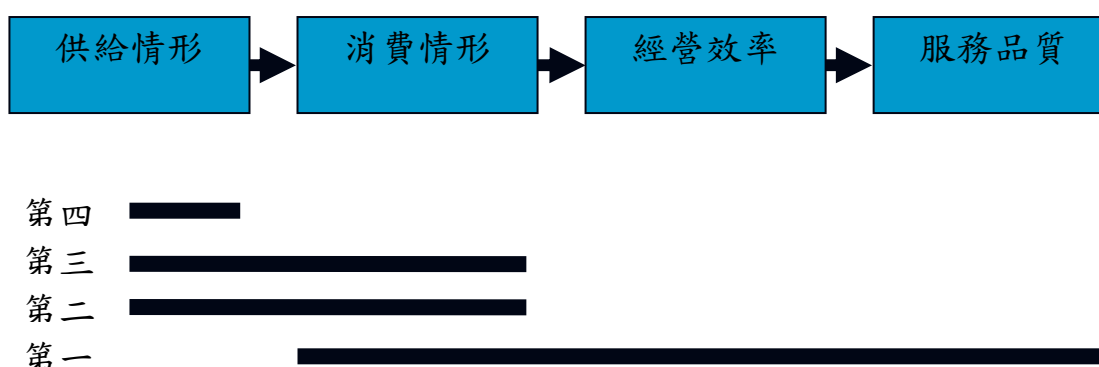 供給情形 消費情形 經營效率 服務品質
第四
第三
第二
第一